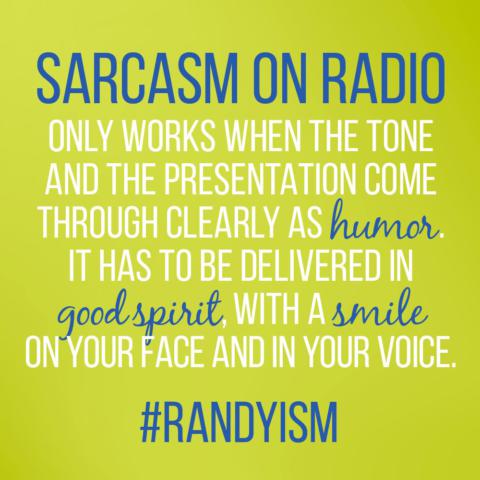 SARCASM ON RADIO
ONLY WORKS WHEN THE TONE
AND THE PRESENTATION COME
THROUGH CLEARLY AS humor.
IT HAS TO BE DELIVERED IN
good spirit, WITH A smile
ON YOUR FACE AND IN YOUR VOICE.
#RANDYISM